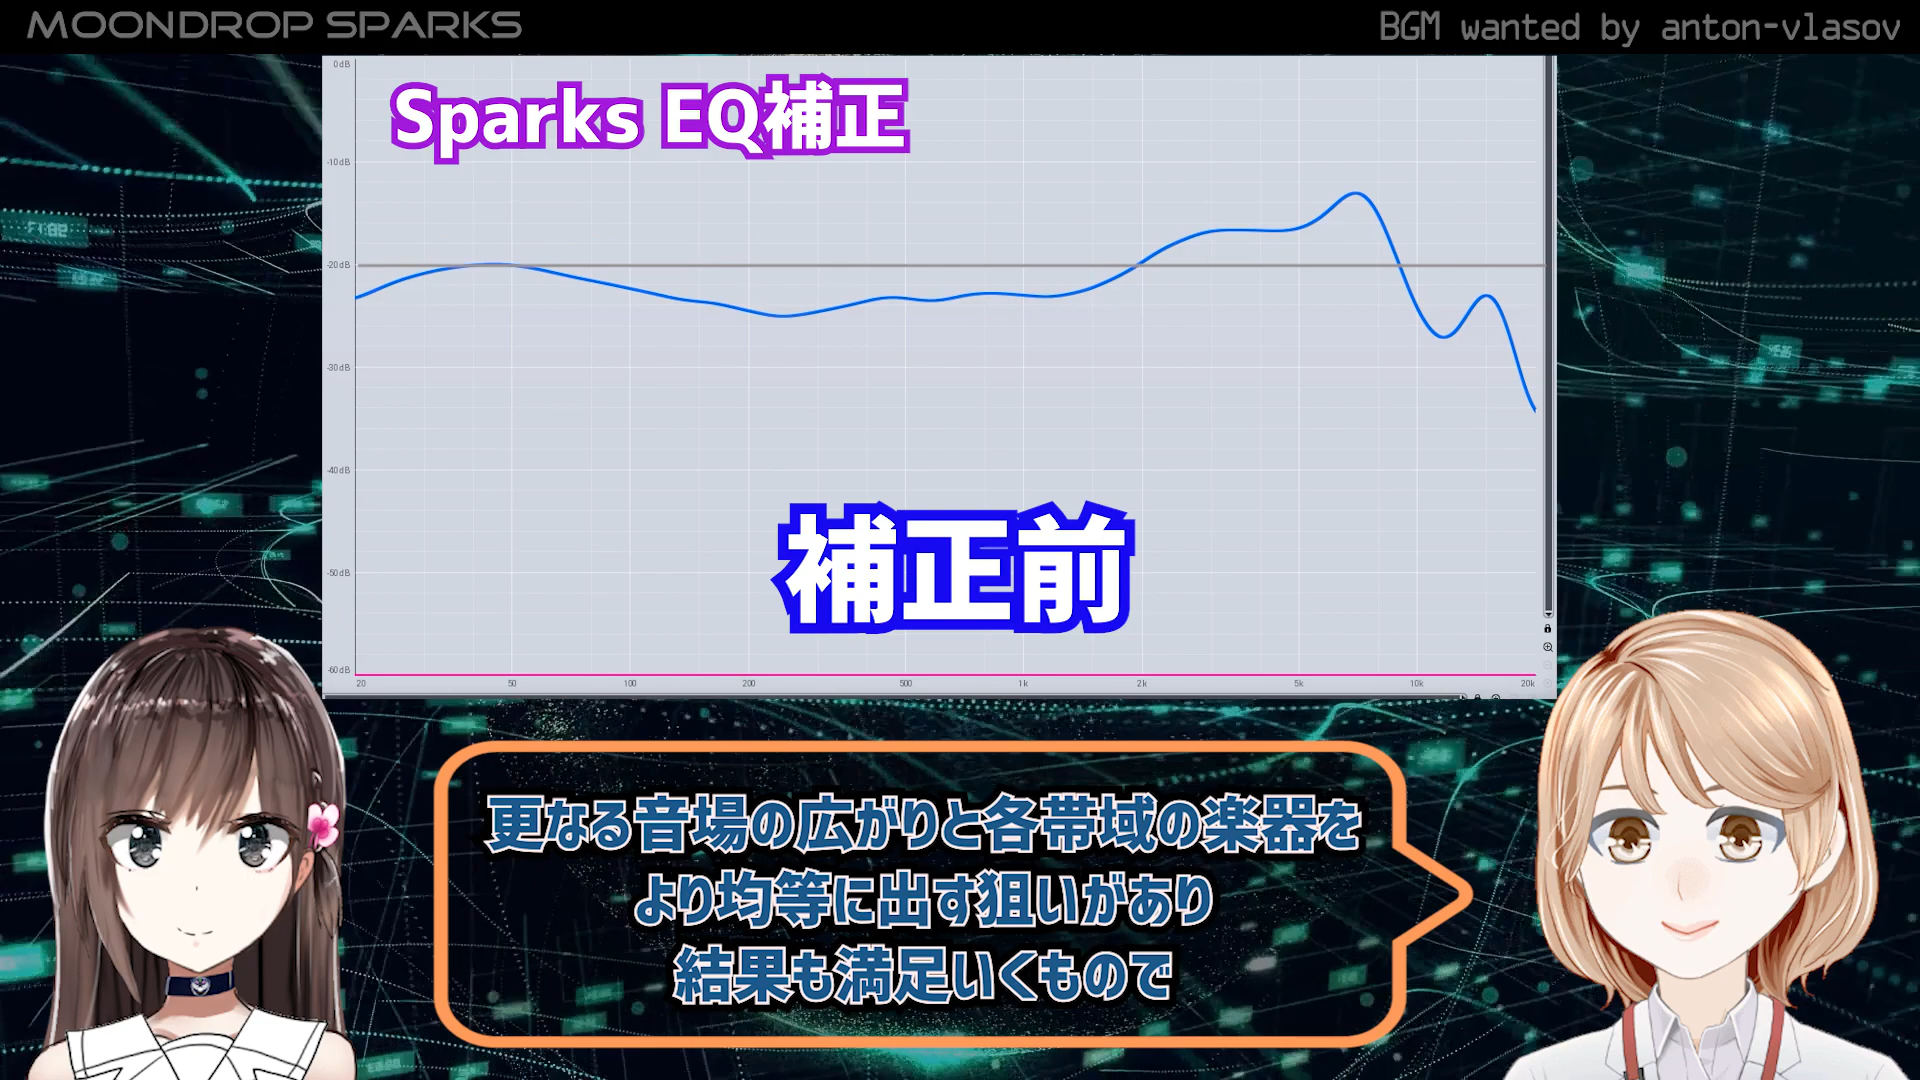 MOONDROP SPARKS
BGM wanted by anton-vlasov
Sparks EQ補正
0dB
-10dB
-20dB
-30dB
-40dB
-50dB
-60dB
補正前
20 50 100 200 500 1k 2k 5k 10k 20k
更なる音場の広がりと各帯域の楽器を
より均等に出す狙いがあり
結果も満足いくもので